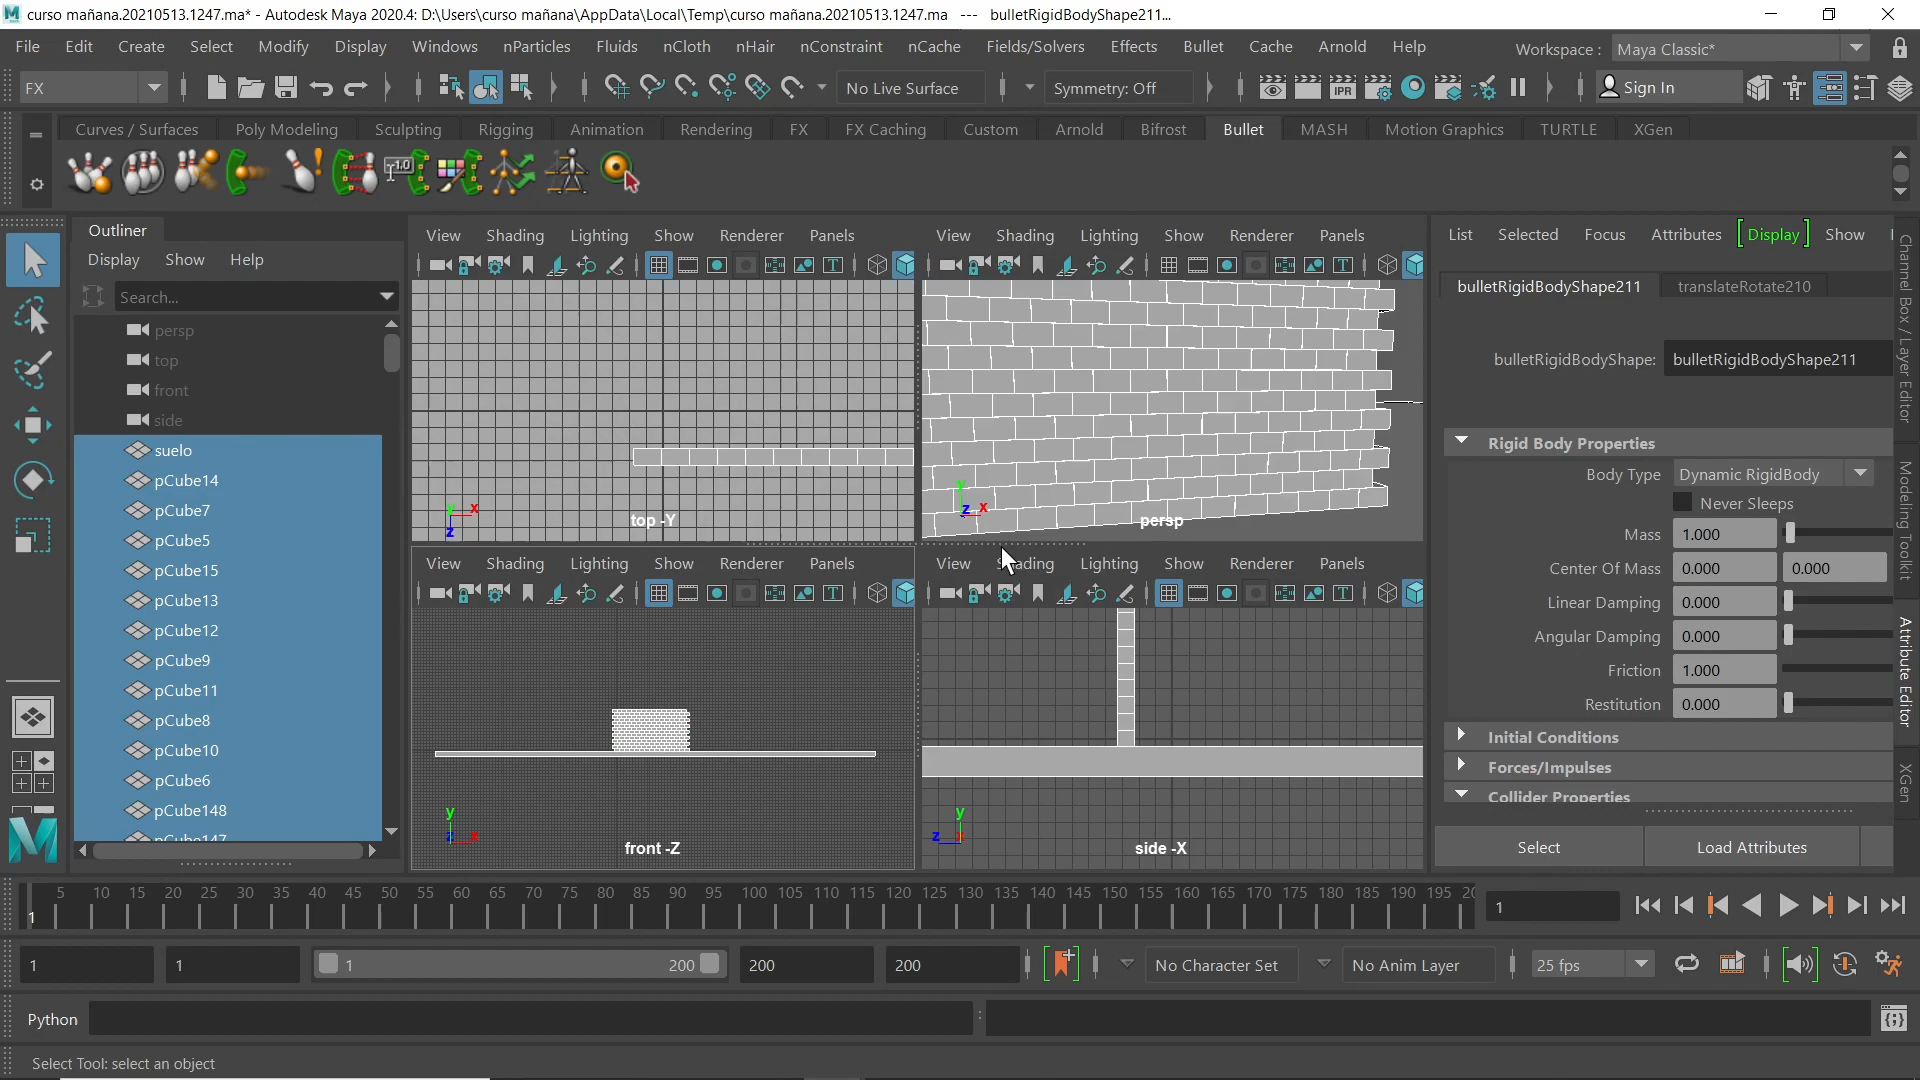 curso mañana.20210513.1247.ma* - Autodesk Maya 2020.4: D:\Users\curso mañana\AppData\Local\Temp\curso mañana.20210513.1247.ma --- bulletRigidBodyShape211...
File Edit Create Select Modify Display Windows nParticles Fluids nCloth nHair nConstraint nCache Fields/Solvers Effects Bullet Cache Arnold Help Workspace : Maya Classic*
FX No Live Surface Symmetry: Off IPR Sign In
Curves / Surfaces Poly Modeling Sculpting Rigging Animation Rendering FX FX Caching Custom Arnold Bifrost Bullet MASH Motion Graphics TURTLE XGen
1.0
Outliner
Display Show Help
Search...
persp
top
front
side
suelo
pCube14
pCube7
pCube5
pCube15
pCube13
pCube12
pCube9
pCube11
pCube8
pCube10
pCube6
pCube148
pCube147
View Shading Lighting Show Renderer Panels
T
y x
z
top -Y
View Shading Lighting Show Renderer Panels
T
y
z x
persp
View Shading Lighting Show Renderer Panels
T
y
z x
front -Z
View ading Lighting Show Renderer Panels
T
y
z
side -X
List Selected Focus Attributes Display Show
bulletRigidBodyShape211 translateRotate210
bulletRigidBodyShape: bulletRigidBodyShape211
Rigid Body Properties
Body Type Dynamic RigidBody
Never Sleeps
Mass 1.000
Center Of Mass 0.000 0.000
Linear Damping 0.000
Angular Damping 0.000
Friction 1.000
Restitution 0.000
Initial Conditions
Forces/Impulses
Collider Properties
Select Load Attributes
Channel Box / Layer Editor
Modeling Toolkit
Attribute Editor
XGen
5 10 15 20 25 30 35 40 45 50 55 60 65 70 75 80 85 90 95 100 105 110 115 120 125 130 135 140 145 150 155 160 165 170 175 180 185 190 195 20
1 1
1 1 1 200 200 200 No Character Set No Anim Layer 25 fps
Python :
Select Tool: select an object